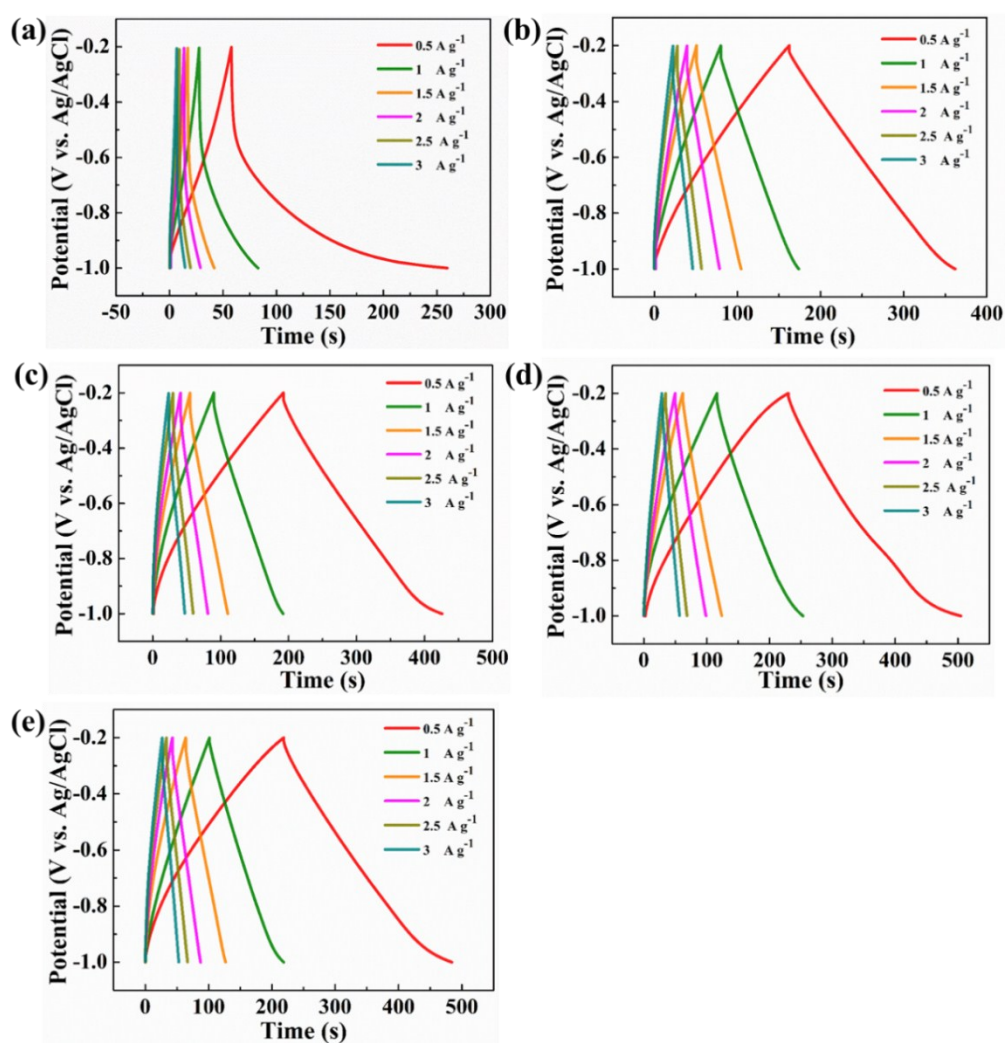 (a)
Potential (V vs. Ag/AgCl)
-0.2
-0.4
-0.6
-0.8
-1.0
-50 0 50 100 150 200 250 300
Time (s)
0.5 A g-1
1 A g-1
1.5 A g-1
2 A g-1
2.5 A g-1
3 A g-1
(b)
Potential (V vs. Ag/AgCl)
-0.2
-0.4
-0.6
-0.8
-1.0
0 100 200 300 400
Time (s)
0.5 A g-1
1 A g-1
1.5 A g-1
2 A g-1
2.5 A g-1
3 A g-1
(c)
Potential (V vs. Ag/AgCl)
-0.2
-0.4
-0.6
-0.8
-1.0
0 100 200 300 400 500
Time (s)
0.5 A g-1
1 A g-1
1.5 A g-1
2 A g-1
2.5 A g-1
3 A g-1
(d)
Potential (V vs. Ag/AgCl)
-0.2
-0.4
-0.6
-0.8
-1.0
0 100 200 300 400 500
Time (s)
0.5 A g-1
1 A g-1
1.5 A g-1
2 A g-1
2.5 A g-1
3 A g-1
(e)
Potential (V vs. Ag/AgCl)
-0.2
-0.4
-0.6
-0.8
-1.0
0 100 200 300 400 500
Time (s)
0.5 A g-1
1 A g-1
1.5 A g-1
2 A g-1
2.5 A g-1
3 A g-1